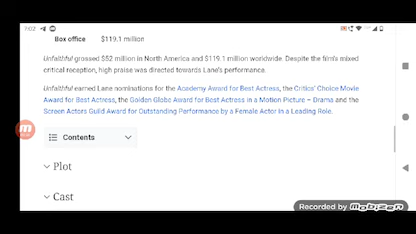 7:02
Box office $119.1 million
Unfaithful grossed $52 million in North America and $119.1 million worldwide. Despite the film's mixed
critical reception, high praise was directed towards Lane's performance.
Unfaithful earned Lane nominations for the Academy Award for Best Actress, the Critics' Choice Movie
Award for Best Actress, the Golden Globe Award for Best Actress in a Motion Picture – Drama and the
Screen Actors Guild Award for Outstanding Performance by a Female Actor in a Leading Role.
Contents
Plot
Cast
Recorded by Mobizen